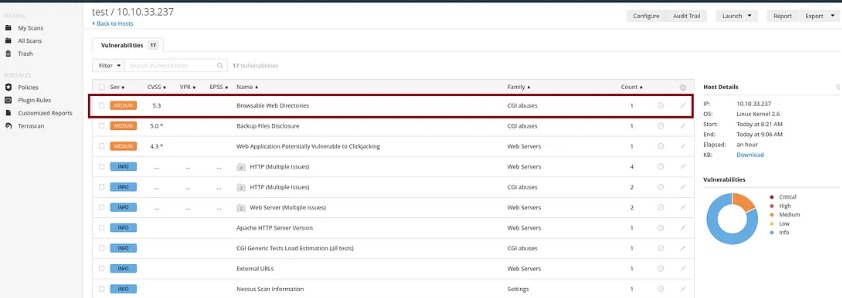 test / 10.10.33.237
Back to Hosts
Configure Audit Trail Launch Report Export
FOLDERS
My Scans
All Scans
Trash
RESOURCES
Policies
Plugin Rules
Customized Reports
Terrascan
Vulnerabilities 17
Filter Search Vulnerabilities 17 Vulnerabilities
Sev CVSS VPR EPSS Name Family Count
MEDIUM 5.3 Browsable Web Directories CGI abuses 1
MEDIUM 5.0 * Backup Files Disclosure CGI abuses 1
MEDIUM 4.3 * Web Application Potentially Vulnerable to Clickjacking Web Servers 1
INFO ... ... ... 4 HTTP (Multiple Issues) Web Servers 4
INFO ... ... ... 2 HTTP (Multiple Issues) CGI abuses 2
INFO ... ... ... 2 Web Server (Multiple Issues) Web Servers 2
INFO Apache HTTP Server Version Web Servers 1
INFO CGI Generic Tests Load Estimation (all tests) CGI abuses 1
INFO External URLs Web Servers 1
INFO Nessus Scan Information Settings 1
Host Details
IP: 10.10.33.237
OS: Linux Kernel 2.6
Start: Today at 8:21 AM
End: Today at 9:06 AM
Elapsed: an hour
KB: Download
Vulnerabilities
Critical
High
Medium
Low
Info